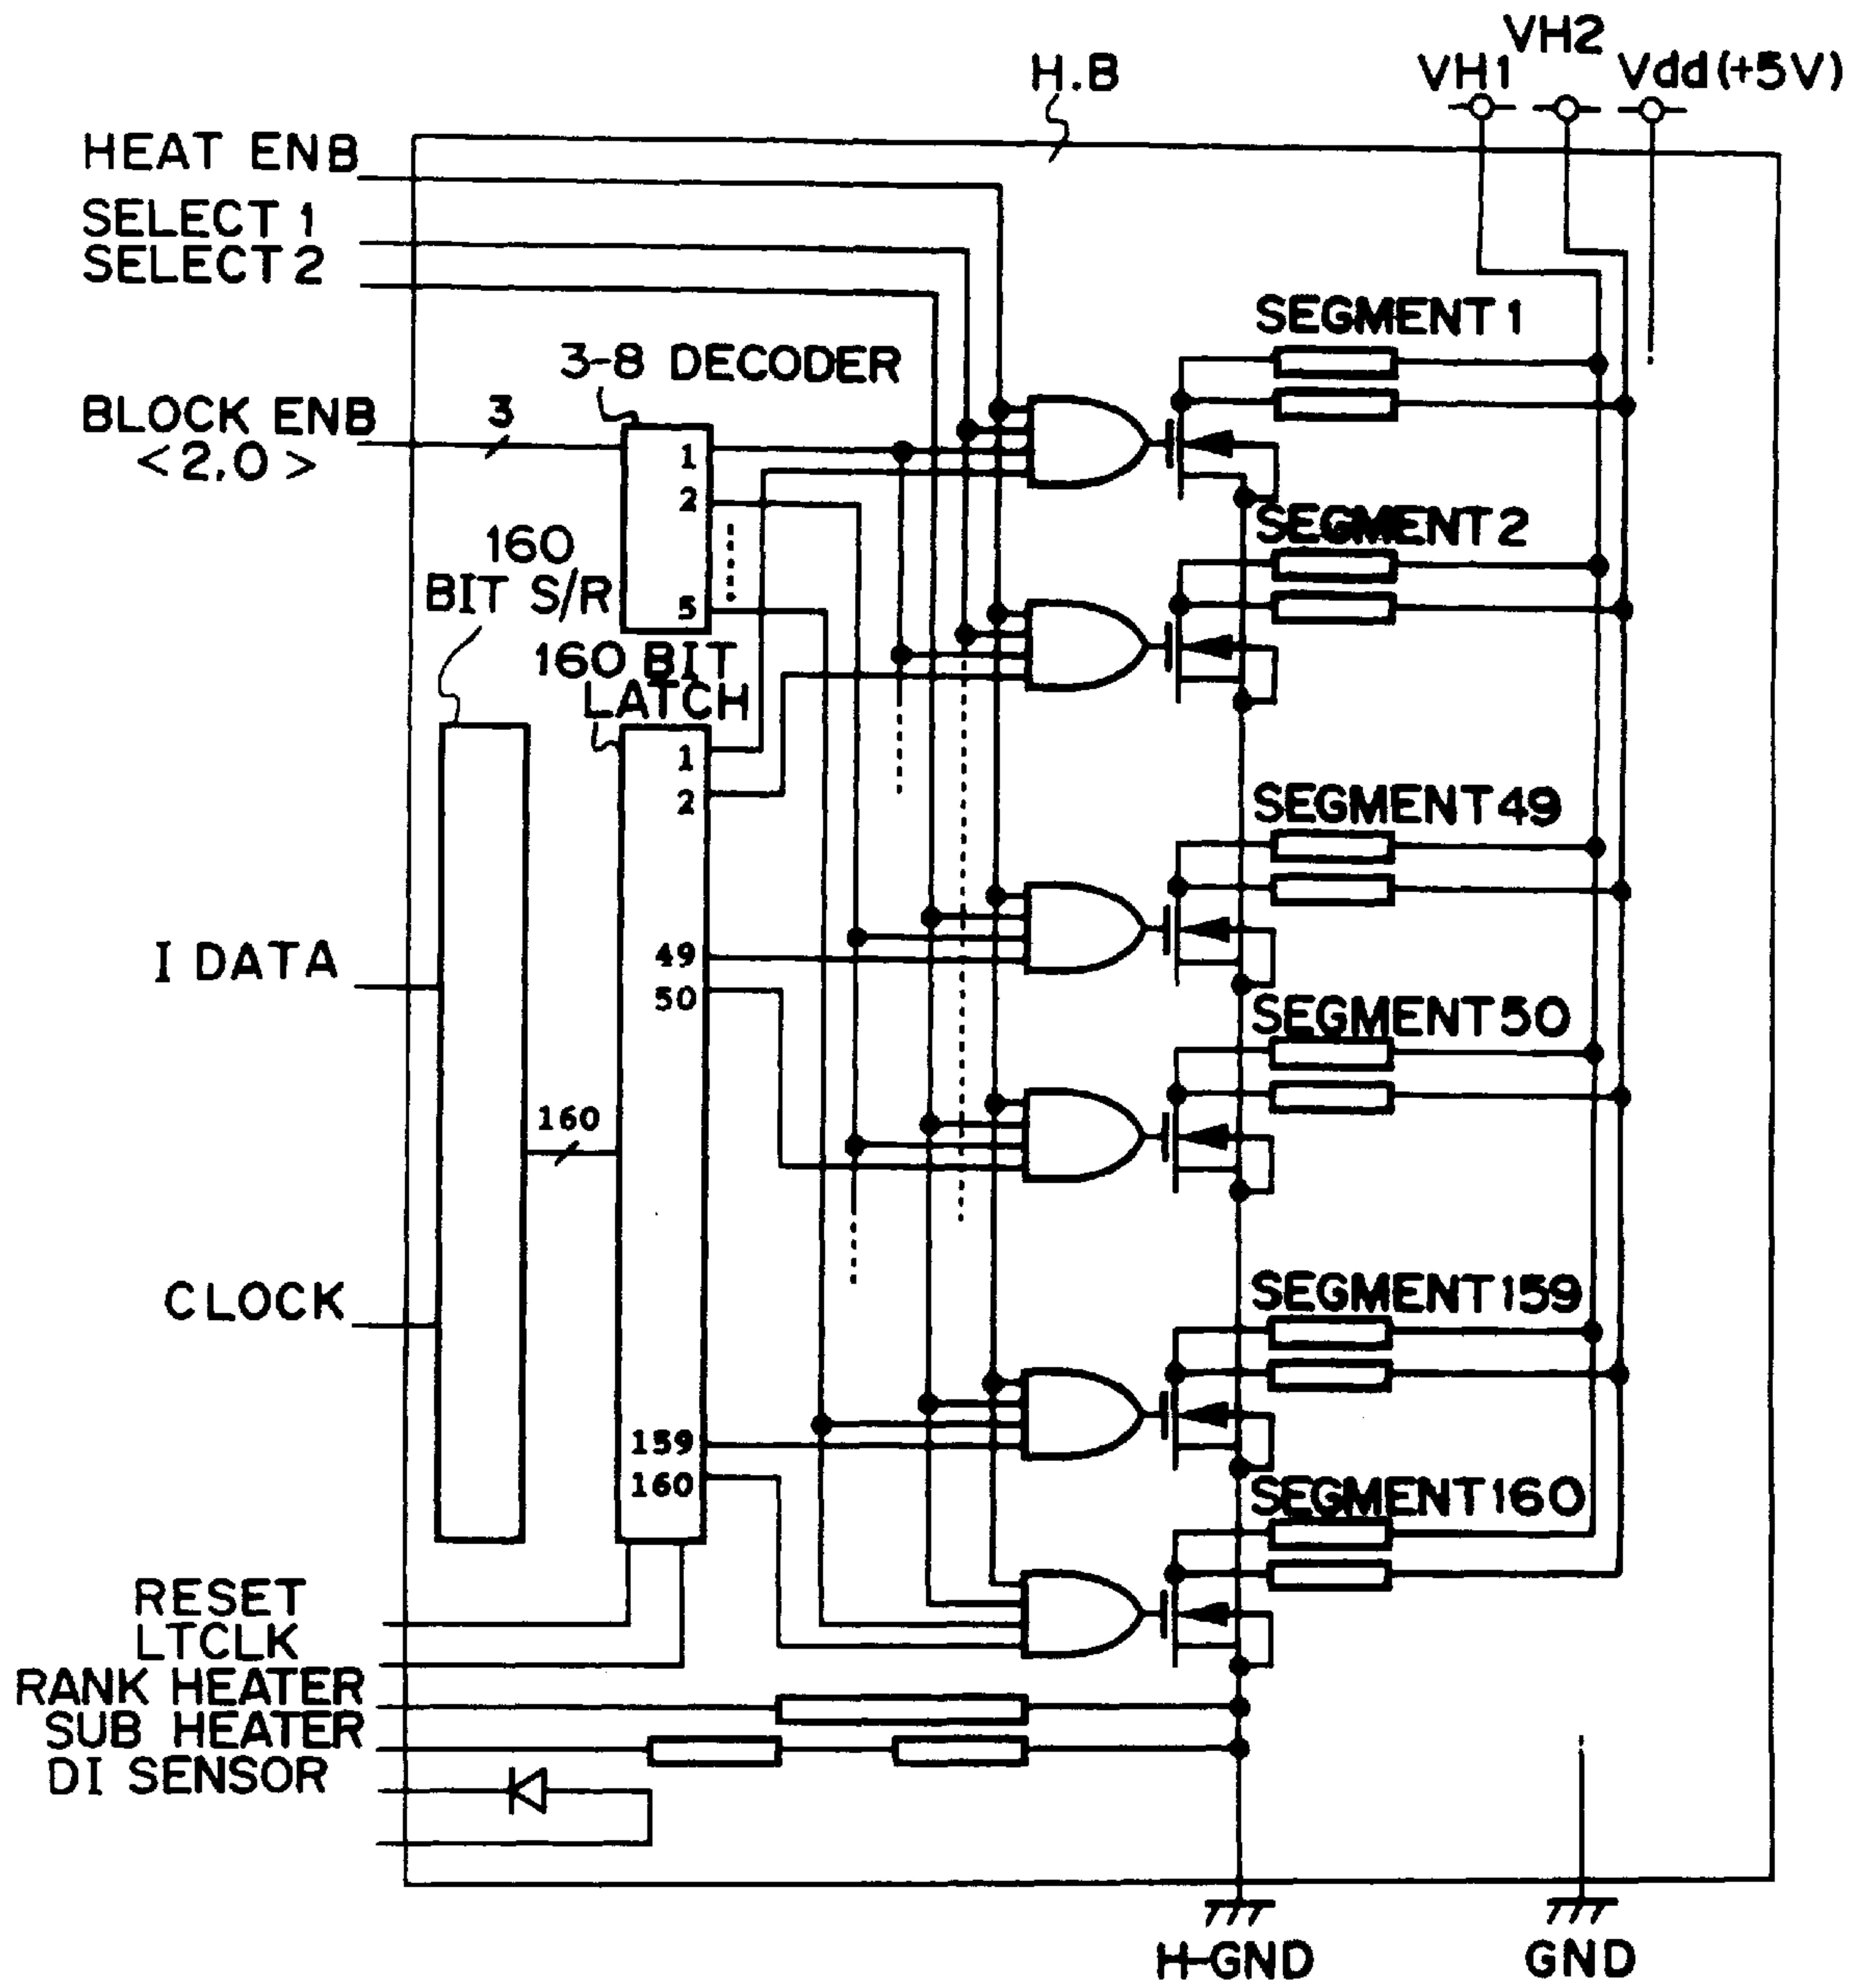 H.B
VH1
VH2
Vdd(+5V)
HEAT ENB
SELECT 1
SELECT 2
3-8 DECODER
BLOCK ENB
<2,0>
3
1
2
5
160
BIT S/R
160 BIT
LATCH
1
2
49
50
159
160
I DATA
160
CLOCK
SEGMENT 1
SEGMENT 2
SEGMENT 49
SEGMENT 50
SEGMENT 159
SEGMENT 160
RESET
LTCLK
RANK HEATER
SUB HEATER
DI SENSOR
H-GND
GND